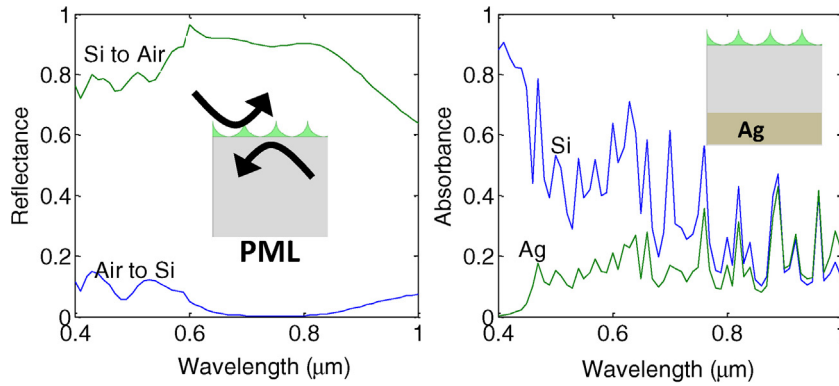 1
0.8
0.6
0.4
0.2
0
Reflectance
Si to Air
PML
Air to Si
0.4 0.6 0.8 1
Wavelength (μm)
1
0.8
0.6
0.4
0.2
0
Absorbance
Ag
Si
Ag
0.4 0.6 0.8
Wavelength (μm)